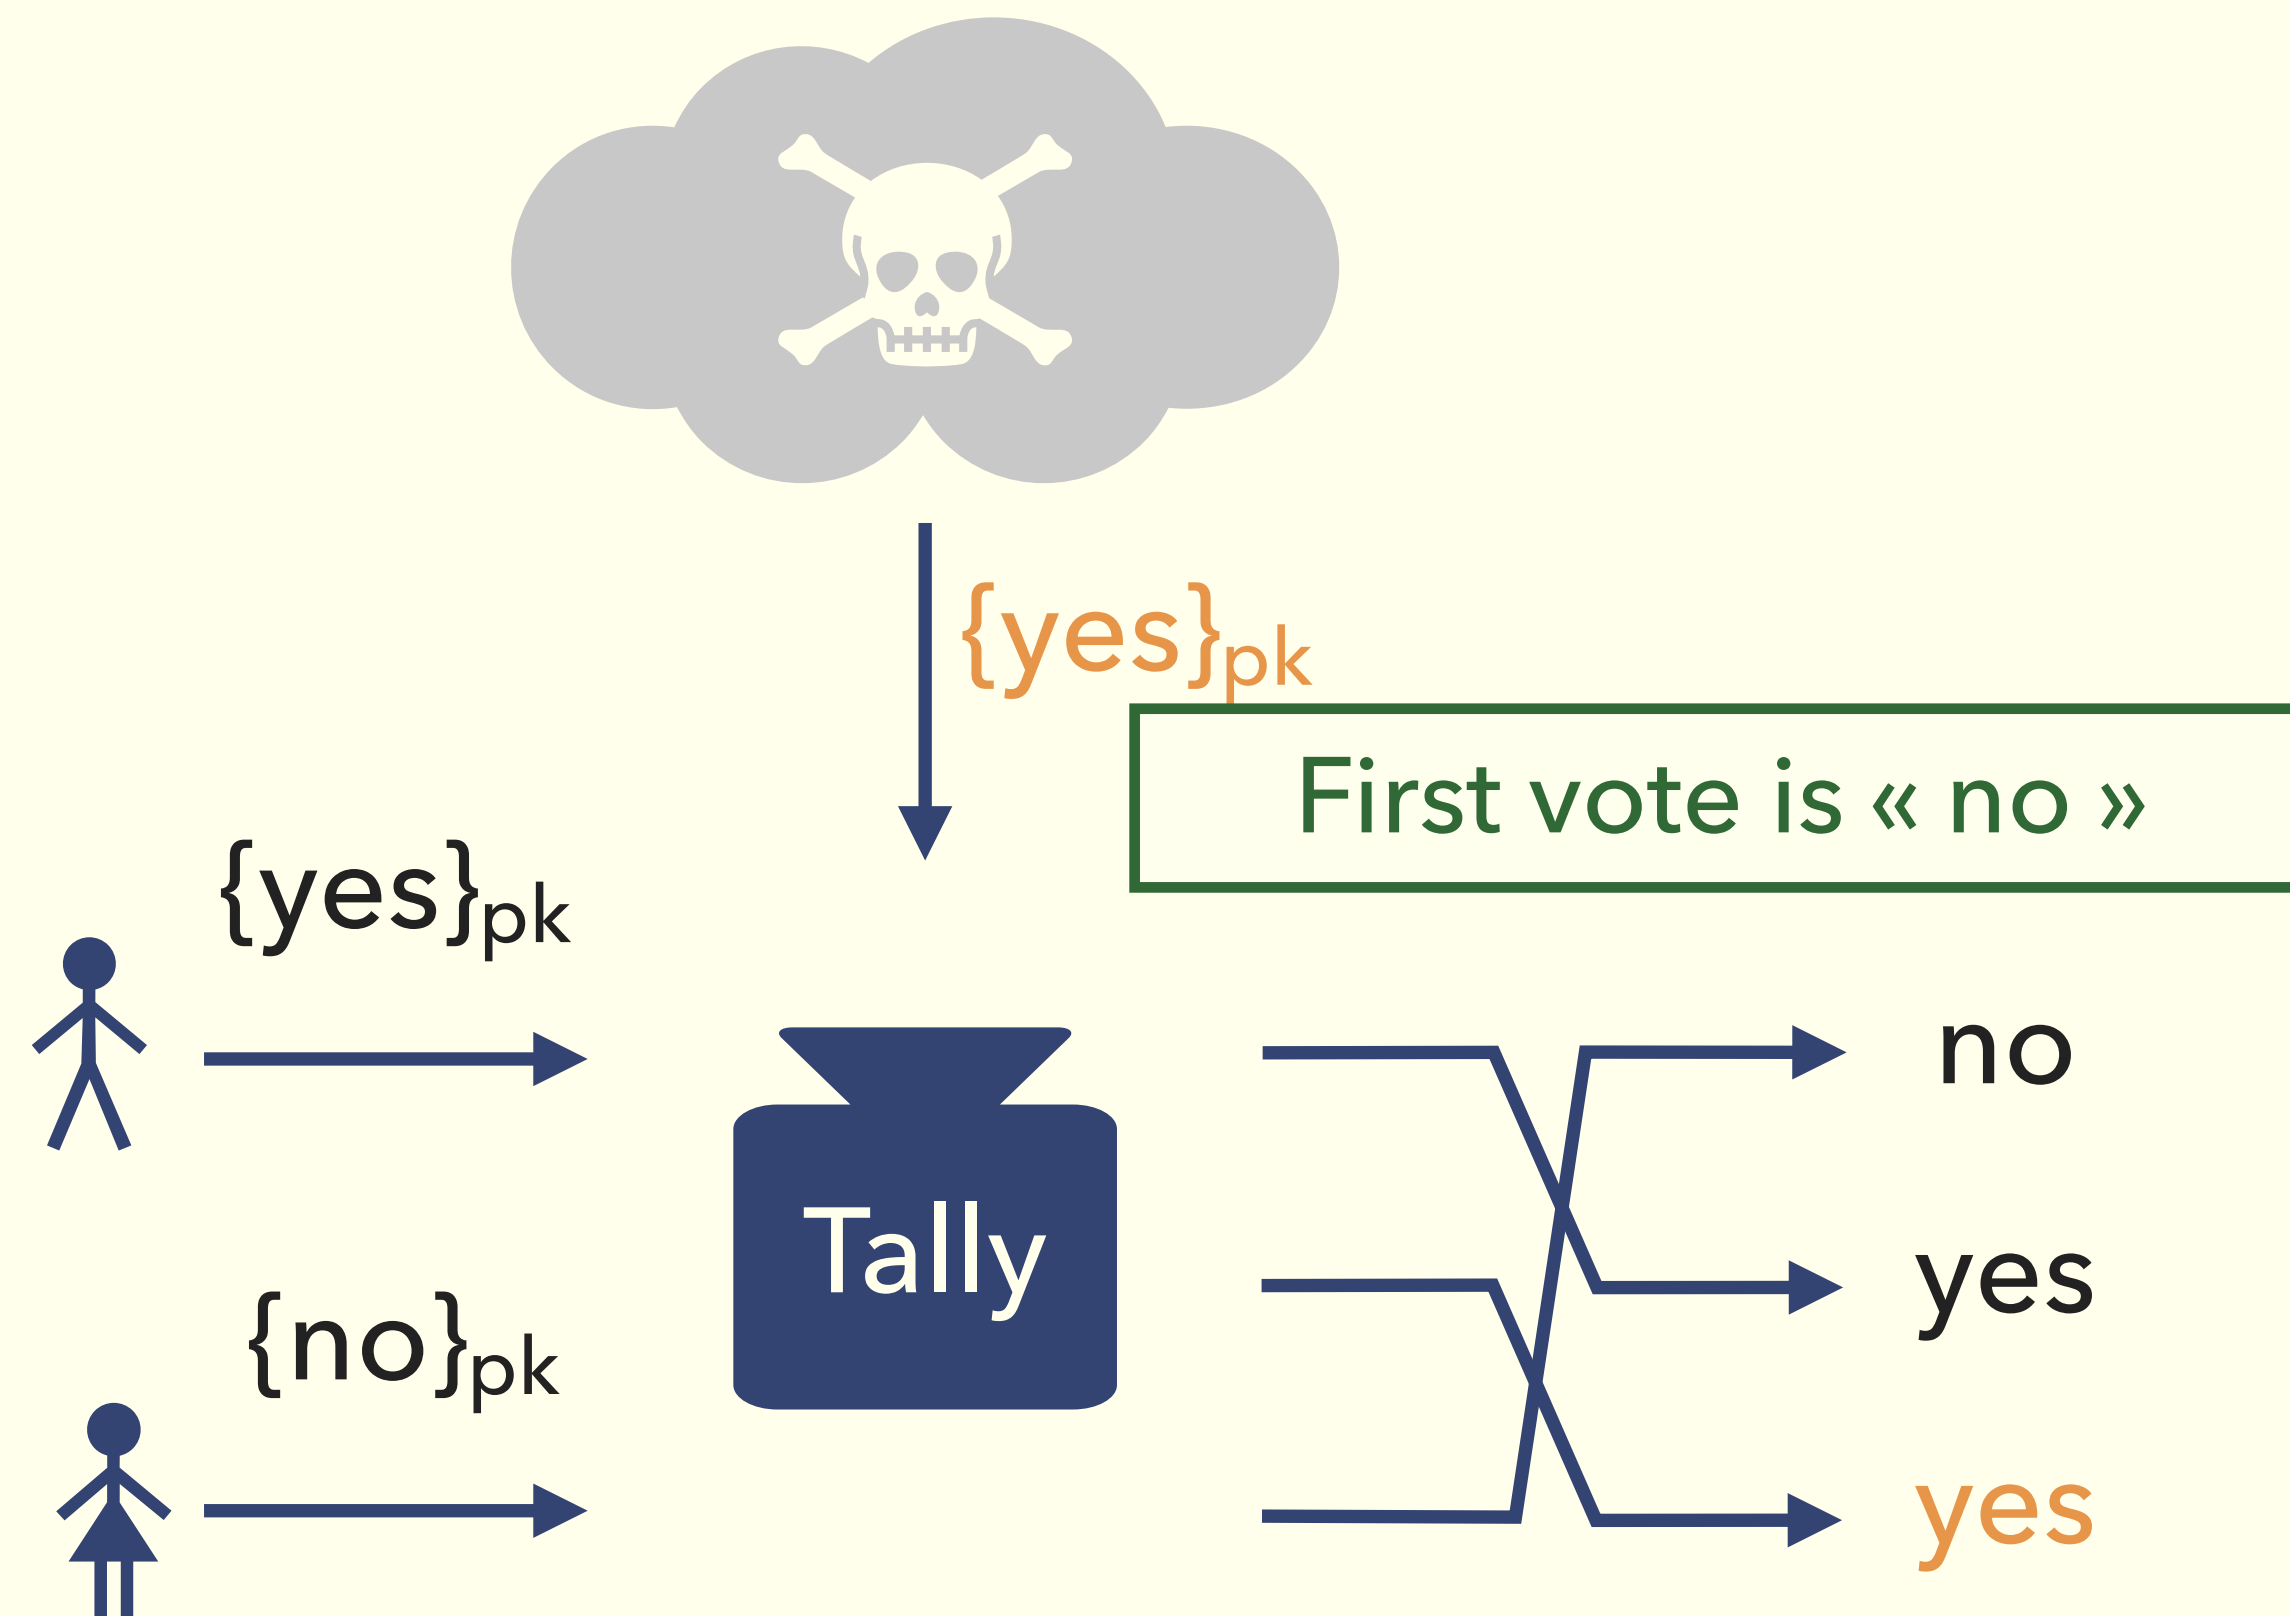 {yes}pk
First vote is « no »
{yes}pk
no
Tally
yes
{no}pk
yes